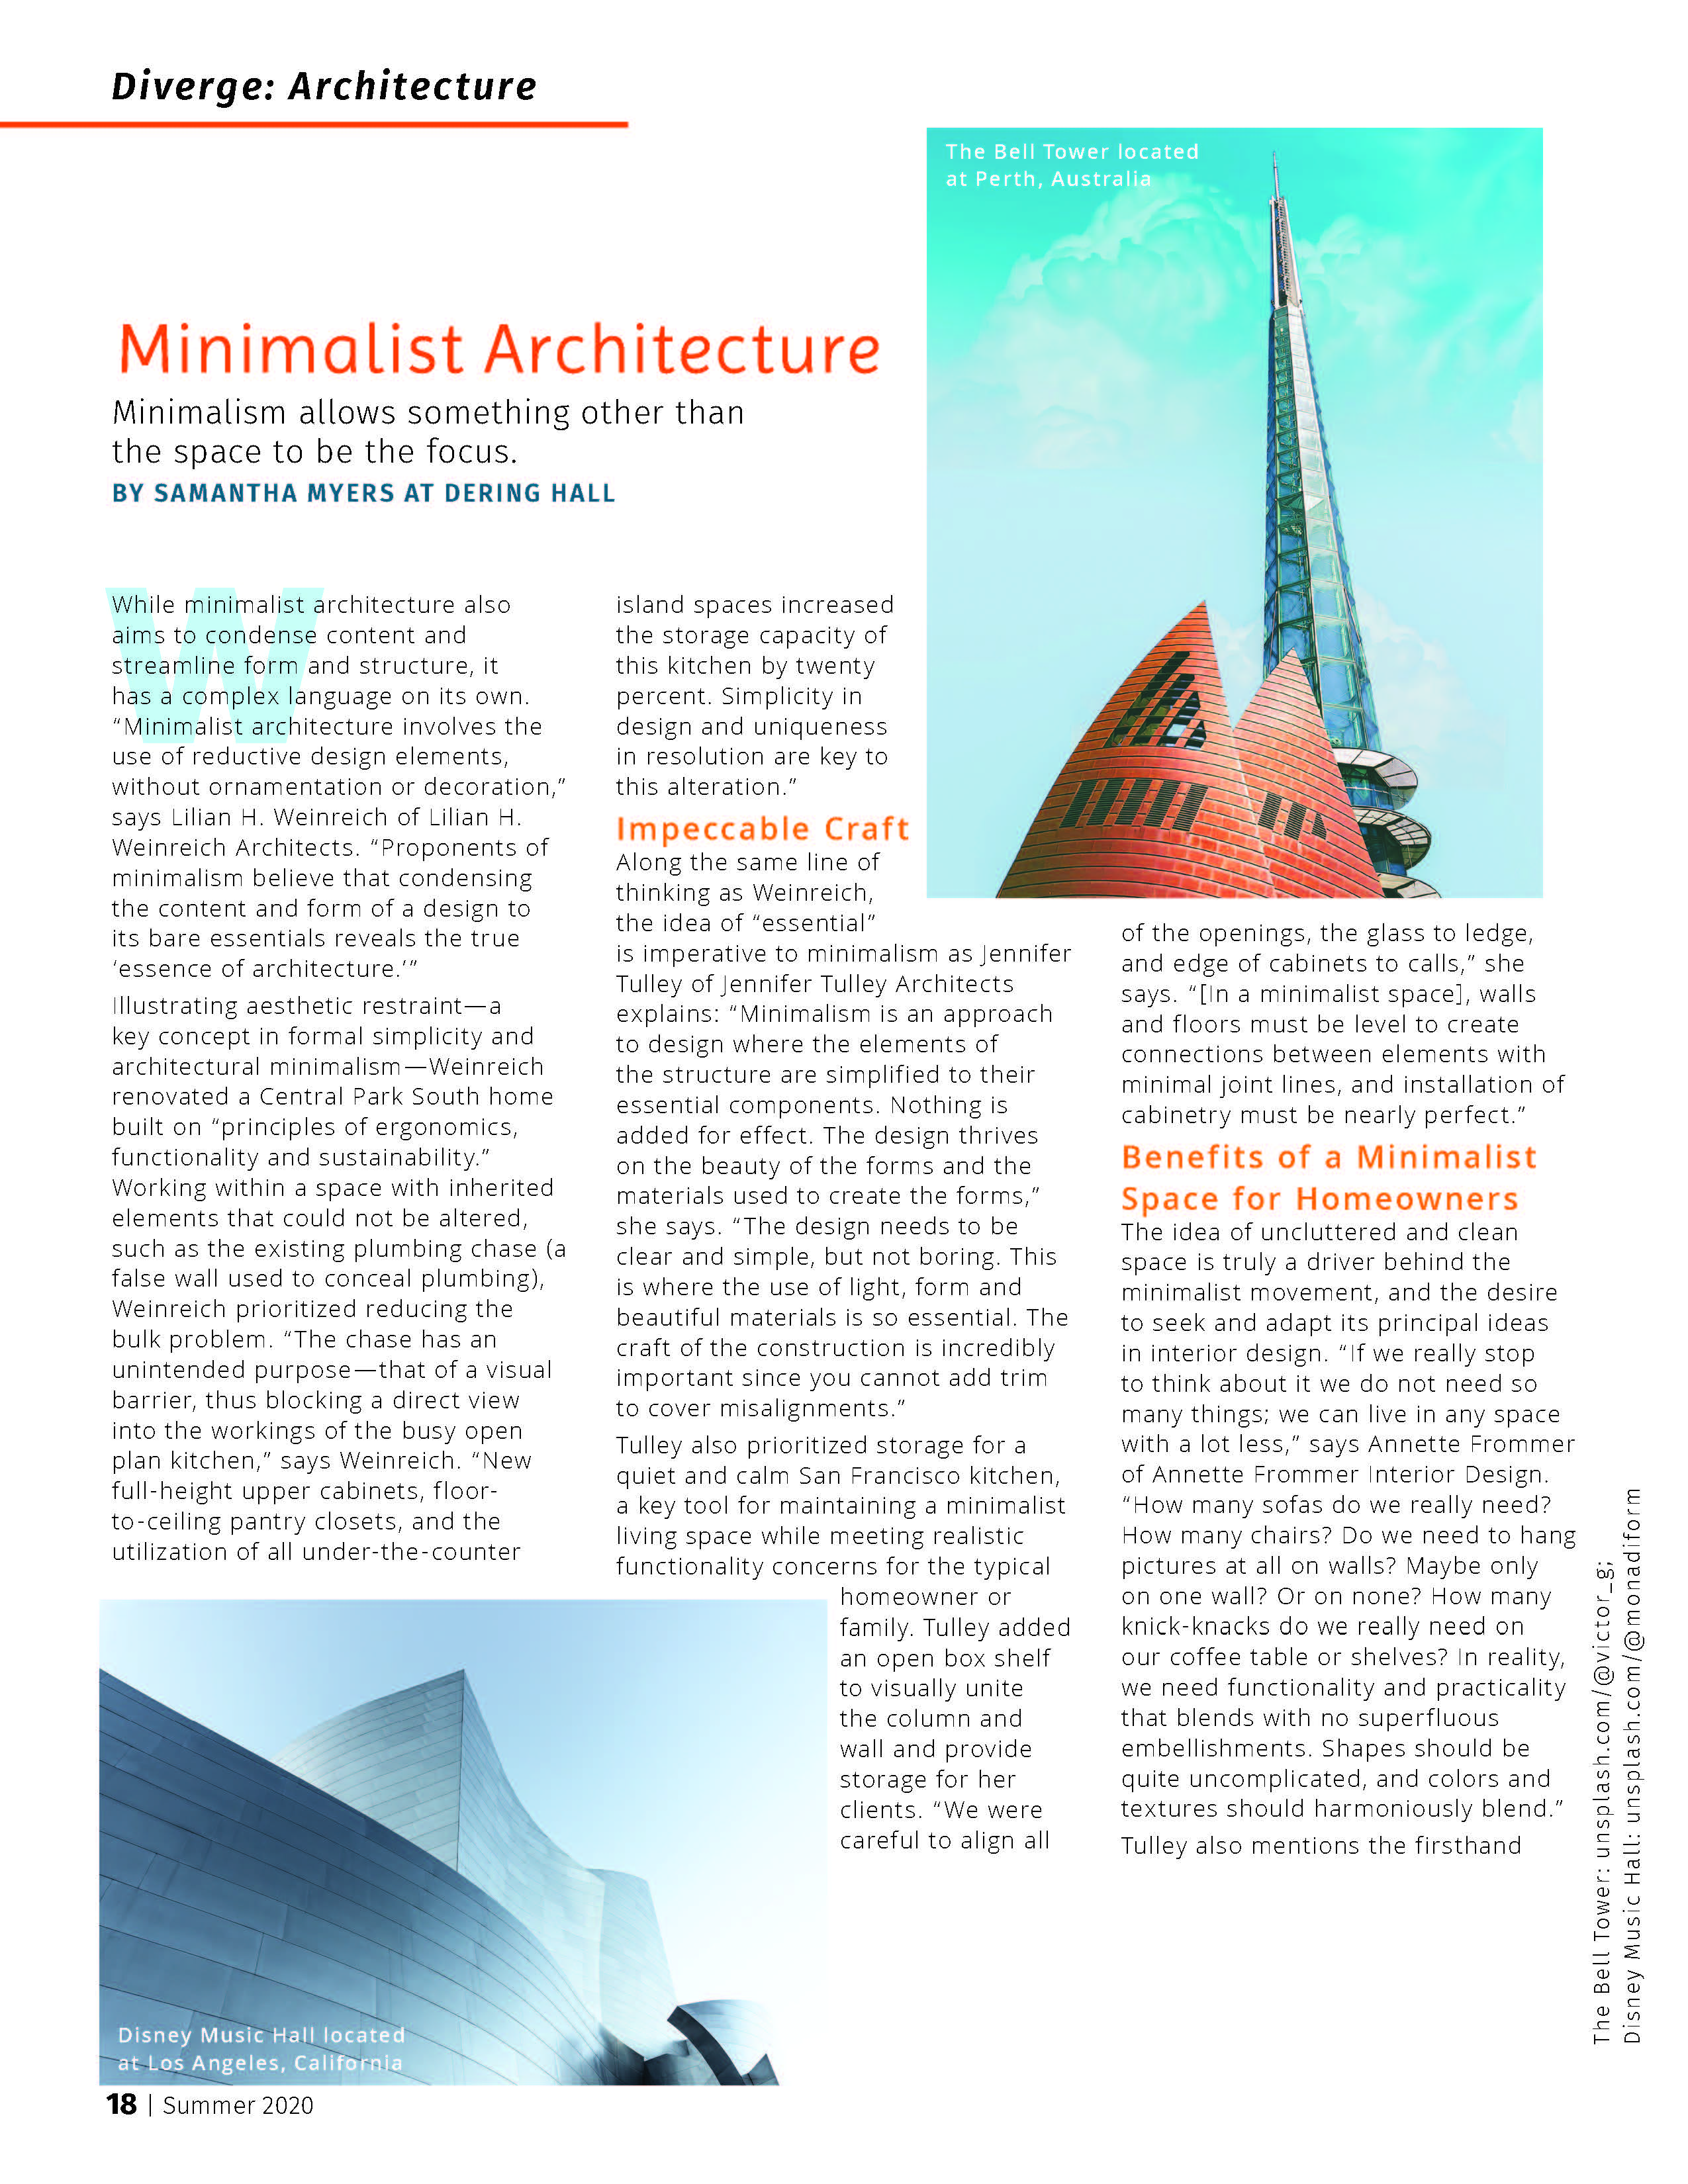 Diverge: Architecture
The Bell Tower located
at Perth, Australia
Minimalist Architecture
Minimalism allows something other than
the space to be the focus.
BY SAMANTHA MYERS AT DERING HALL
W
While minimalist architecture also
aims to condense content and
streamline form and structure, it
has a complex language on its own.
“Minimalist architecture involves the
use of reductive design elements,
without ornamentation or decoration,”
says Lilian H. Weinreich of Lilian H.
Weinreich Architects. “Proponents of
minimalism believe that condensing
the content and form of a design to
its bare essentials reveals the true
‘essence of architecture.’”
Illustrating aesthetic restraint—a
key concept in formal simplicity and
architectural minimalism—Weinreich
renovated a Central Park South home
built on “principles of ergonomics,
functionality and sustainability.”
Working within a space with inherited
elements that could not be altered,
such as the existing plumbing chase (a
false wall used to conceal plumbing),
Weinreich prioritized reducing the
bulk problem. “The chase has an
unintended purpose—that of a visual
barrier, thus blocking a direct view
into the workings of the busy open
plan kitchen,” says Weinreich. “New
full-height upper cabinets, floor-
to-ceiling pantry closets, and the
utilization of all under-the-counter
island spaces increased
the storage capacity of
this kitchen by twenty
percent. Simplicity in
design and uniqueness
in resolution are key to
this alteration.”
Impeccable Craft
Along the same line of
thinking as Weinreich,
the idea of “essential”
is imperative to minimalism as Jennifer
Tulley of Jennifer Tulley Architects
explains: “Minimalism is an approach
to design where the elements of
the structure are simplified to their
essential components. Nothing is
added for effect. The design thrives
on the beauty of the forms and the
materials used to create the forms,”
she says. “The design needs to be
clear and simple, but not boring. This
is where the use of light, form and
beautiful materials is so essential. The
craft of the construction is incredibly
important since you cannot add trim
to cover misalignments.”
Tulley also prioritized storage for a
quiet and calm San Francisco kitchen,
a key tool for maintaining a minimalist
living space while meeting realistic
functionality concerns for the typical
homeowner or
family. Tulley added
an open box shelf
to visually unite
the column and
wall and provide
storage for her
clients. “We were
careful to align all
of the openings, the glass to ledge,
and edge of cabinets to calls,” she
says. “[In a minimalist space], walls
and floors must be level to create
connections between elements with
minimal joint lines, and installation of
cabinetry must be nearly perfect.”
Benefits of a Minimalist
Space for Homeowners
The idea of uncluttered and clean
space is truly a driver behind the
minimalist movement, and the desire
to seek and adapt its principal ideas
in interior design. “If we really stop
to think about it we do not need so
many things; we can live in any space
with a lot less,” says Annette Frommer
of Annette Frommer Interior Design.
“How many sofas do we really need?
How many chairs? Do we need to hang
pictures at all on walls? Maybe only
on one wall? Or on none? How many
knick-knacks do we really need on
our coffee table or shelves? In reality,
we need functionality and practicality
that blends with no superfluous
embellishments. Shapes should be
quite uncomplicated, and colors and
textures should harmoniously blend.”
Tulley also mentions the firsthand
The Bell Tower: unsplash.com/@victor_g;
Disney Music Hall: unsplash.com/@monadiform
Disney Music Hall located
at Los Angeles, California
18 | Summer 2020